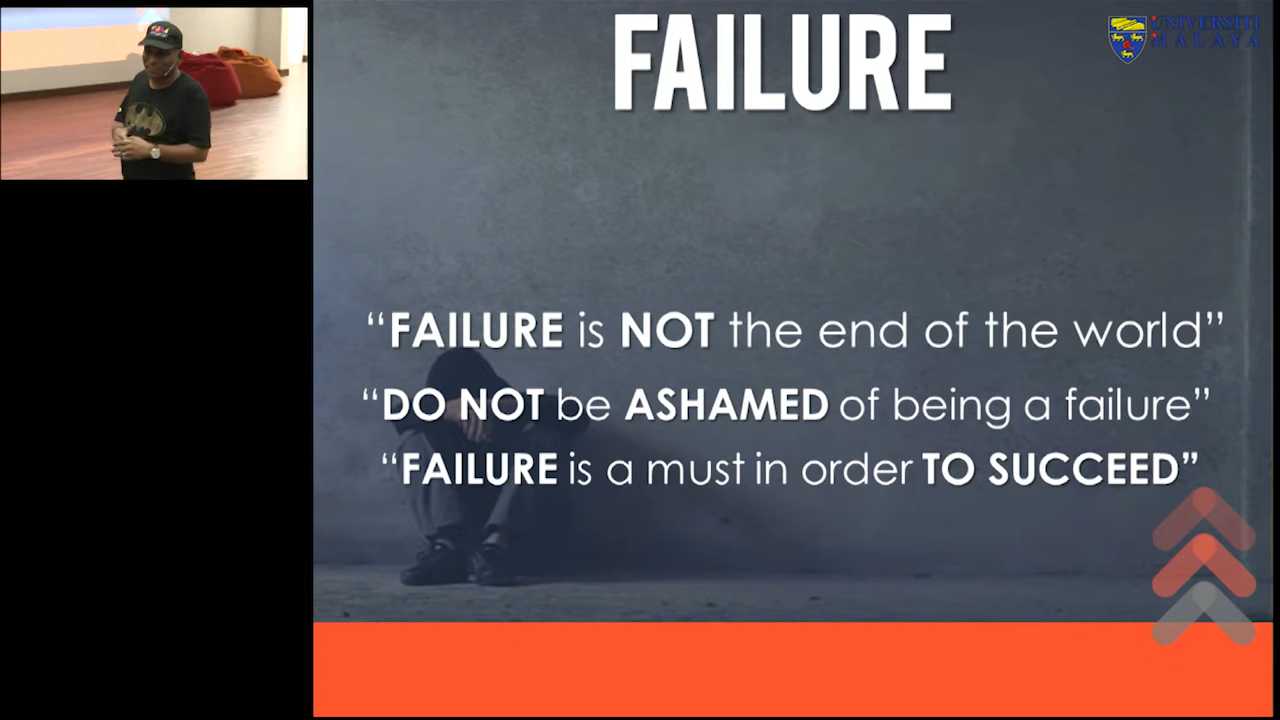 FAILURE
UNIVERSITI
MALAYA
“FAILURE is NOT the end of the world”
“DO NOT be ASHAMED of being a failure”
“FAILURE is a must in order TO SUCCEED”